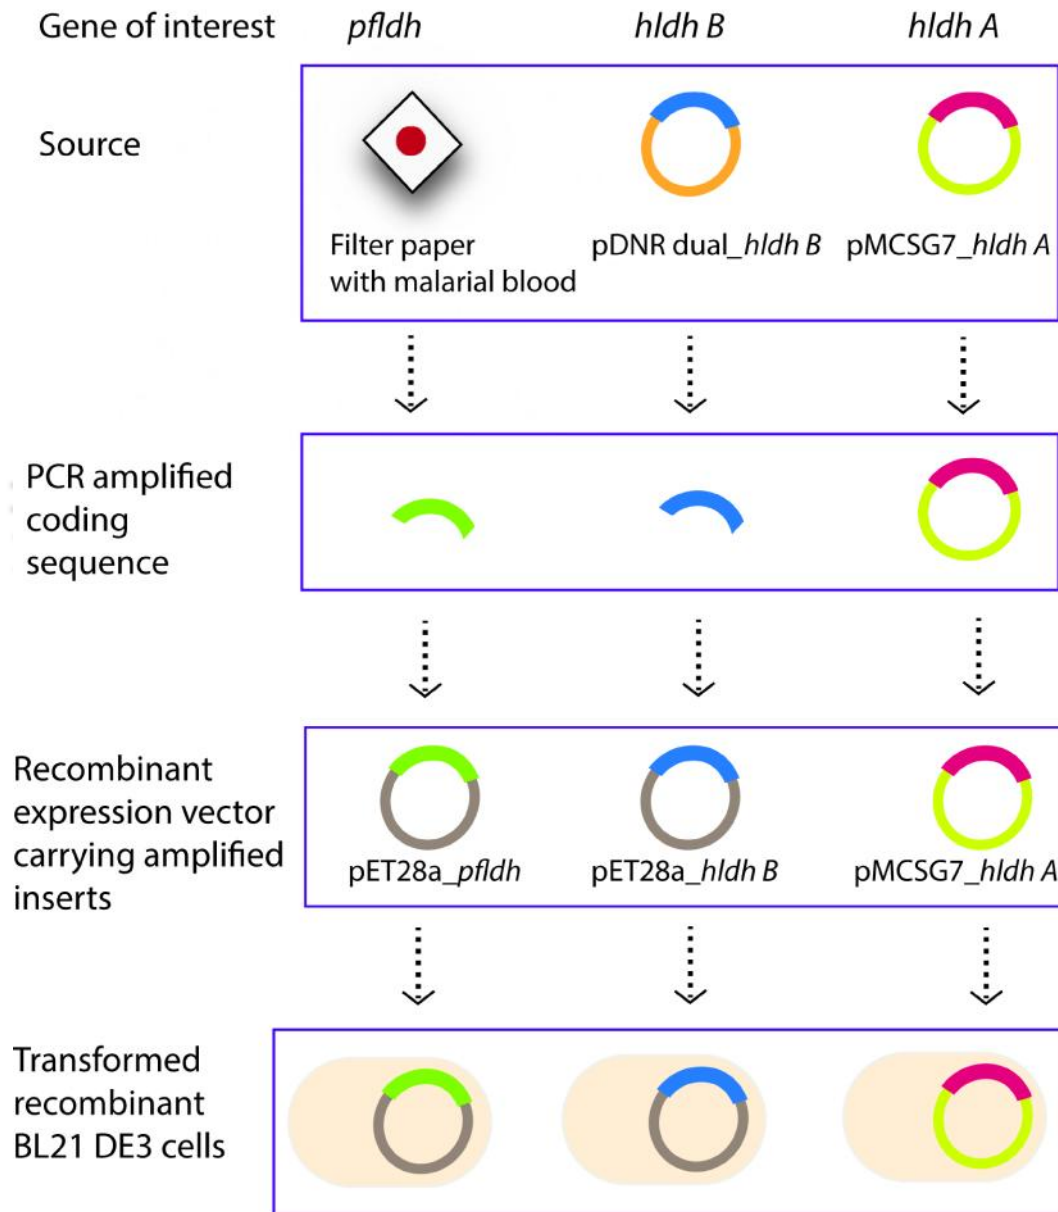 Gene of interest pfldh hldh B hldh A
Source
Filter paper
with malarial blood
pDNR dual_hldh B
pMCSG7_hldh A
PCR amplified
coding
sequence
Recombinant
expression vector
carrying amplified
inserts
pET28a_pfldh
pET28a_hldh B
pMCSG7_hldh A
Transformed
recombinant
BL21 DE3 cells